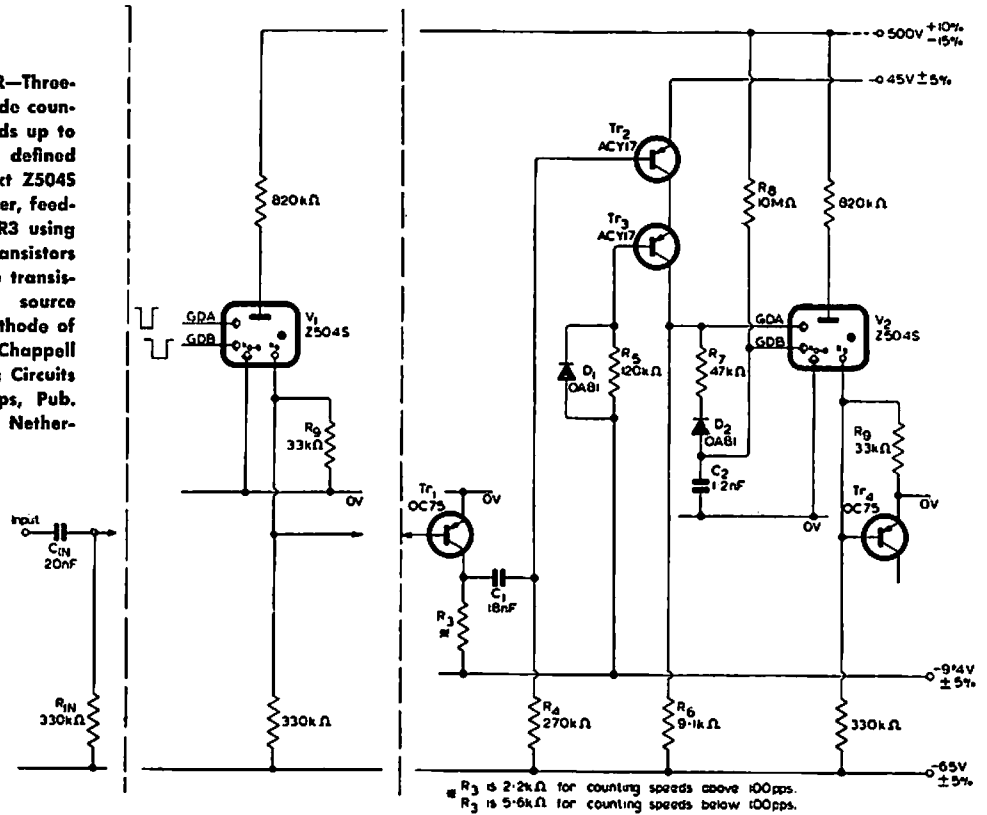 R—Three-
de coun-
ds up to
defined
ct Z504S
er, feed-
R3 using
ansistors
transis-
source
thode of
Chappell
Circuits
ps, Pub.
Nether-
500V +10% -15%
45V ±5%
Tr2
ACY17
Tr3
ACY17
820kΩ
R8
10MΩ
820kΩ
GDA
GDB
V1
Z504S
D1
OA81
R5
120kΩ
R7
47kΩ
D2
OA81
C2
1·2nF
GDA
GDB
V2
Z504S
R9
33kΩ
0V
Tr1
OC75
0V
0V
R9
33kΩ
Tr4
OC75
0V
Input
CIN
20nF
C1
18nF
R3
*
RIN
330kΩ
330kΩ
R4
270kΩ
R6
9·1kΩ
330kΩ
-9·4V
±5%
-65V
±5%
* R3 is 2·2kΩ for counting speeds above 100pps.
R3 is 5·6kΩ for counting speeds below 100pps.